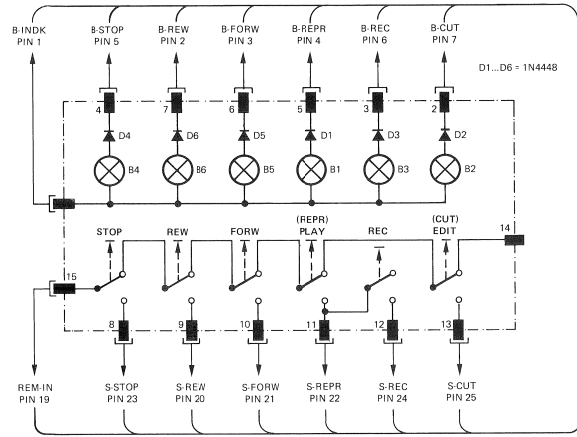 B-INDK B-STOP B-REW B-FORW B-REPR B-REC B-CUT
PIN 1 PIN 5 PIN 2 PIN 3 PIN 4 PIN 6 PIN 7
D1...D6 = 1N4448
4 7 6 5 3 2
D4 D6 D5 D1 D3 D2
B4 B6 B5 B1 B3 B2
(REPR) (CUT)
STOP REW FORW PLAY REC EDIT 14
15
8 9 10 11 12 13
REM-IN S-STOP S-REW S-FORW S-REPR S-REC S-CUT
PIN 19 PIN 23 PIN 20 PIN 21 PIN 22 PIN 24 PIN 25